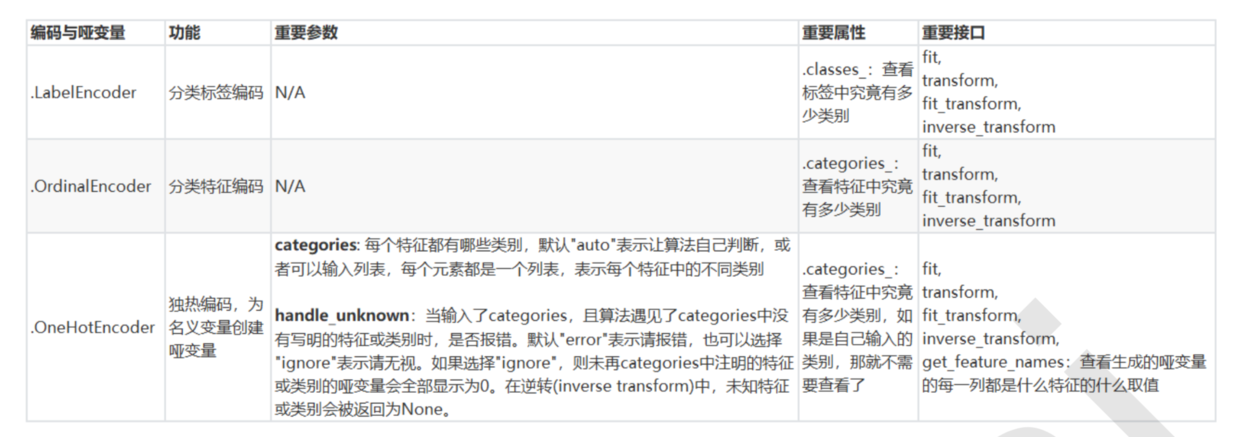 编码与哑变量 功能 重要参数 重要属性 重要接口
.LabelEncoder 分类标签编码 N/A
.classes_：查看
标签中究竟有多
少类别
fit,
transform,
fit_transform,
inverse_transform
.OrdinalEncoder 分类特征编码 N/A
.categories_：
查看特征中究竟
有多少类别
fit,
transform,
fit_transform,
inverse_transform
.OneHotEncoder
独热编码，为
名义变量创建
哑变量
categories: 每个特征都有哪些类别，默认"auto"表示让算法自己判断，或
者可以输入列表，每个元素都是一个列表，表示每个特征中的不同类别
handle_unknown：当输入了categories，且算法遇见了categories中没
有写明的特征或类别时，是否报错。默认"error"表示请报错，也可以选择
"ignore"表示请无视。如果选择"ignore"，则未再categories中注明的特征
或类别的哑变量会全部显示为0。在逆转(inverse transform)中，未知特征
或类别会被返回为None。
.categories_：
查看特征中究竟
有多少类别，如
果是自己输入的
类别，那就不需
要查看了
fit,
transform,
fit_transform,
inverse_transform,
get_feature_names：查看生成的哑变量
的每一列都是什么特征的什么取值